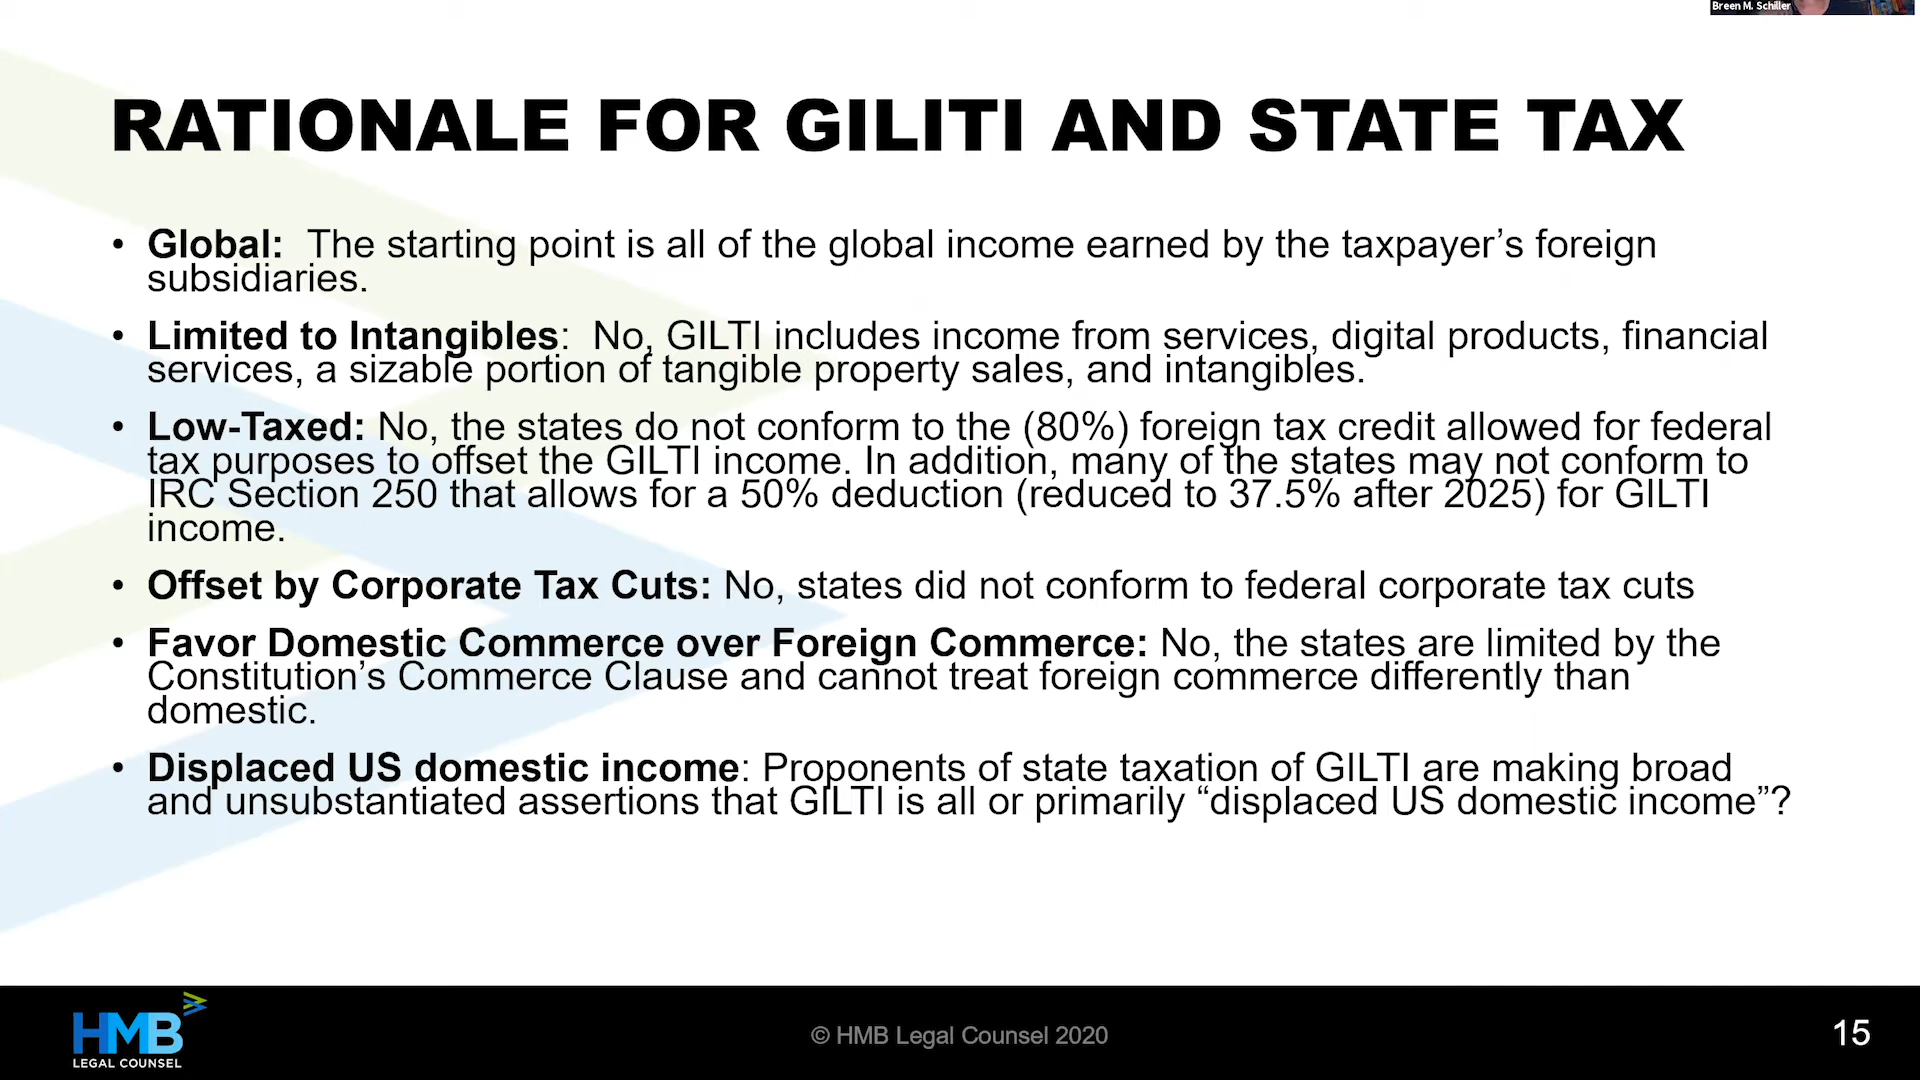 Breen M. Schiller
RATIONALE FOR GILITI AND STATE TAX
• Global: The starting point is all of the global income earned by the taxpayer’s foreign
subsidiaries.
• Limited to Intangibles: No, GILTI includes income from services, digital products, financial
services, a sizable portion of tangible property sales, and intangibles.
• Low-Taxed: No, the states do not conform to the (80%) foreign tax credit allowed for federal
tax purposes to offset the GILTI income. In addition, many of the states may not conform to
IRC Section 250 that allows for a 50% deduction (reduced to 37.5% after 2025) for GILTI
income.
• Offset by Corporate Tax Cuts: No, states did not conform to federal corporate tax cuts
• Favor Domestic Commerce over Foreign Commerce: No, the states are limited by the
Constitution’s Commerce Clause and cannot treat foreign commerce differently than
domestic.
• Displaced US domestic income: Proponents of state taxation of GILTI are making broad
and unsubstantiated assertions that GILTI is all or primarily “displaced US domestic income”?
HMB
LEGAL COUNSEL
© HMB Legal Counsel 2020
15